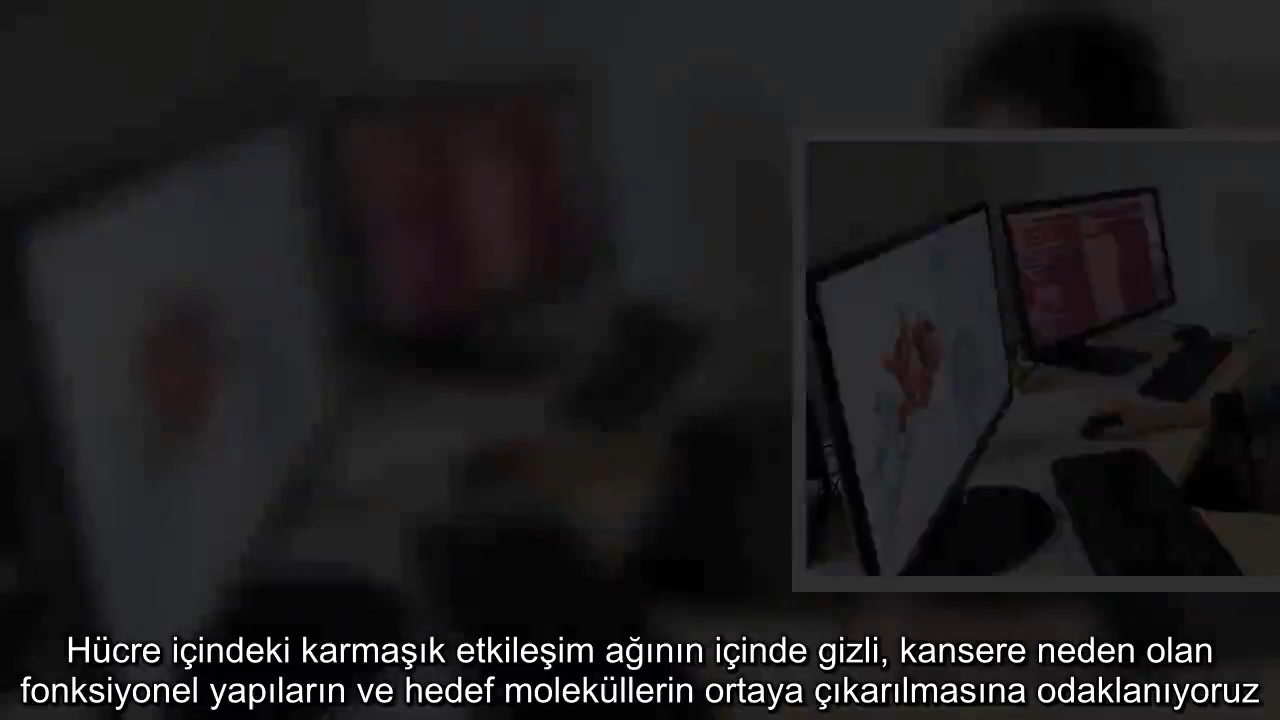 Hücre içindeki karmaşık etkileşim ağının içinde gizli, kansere neden olan
fonksiyonel yapıların ve hedef moleküllerin ortaya çıkarılmasına odaklanıyoruz